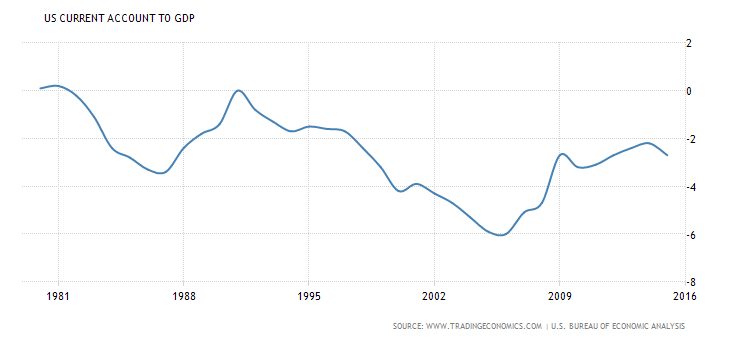 US CURRENT ACCOUNT TO GDP
2
0
-2
-4
-6
-8
1981 1988 1995 2002 2009 2016
SOURCE: WWW.TRADINGECONOMICS.COM | U.S. BUREAU OF ECONOMIC ANALYSIS